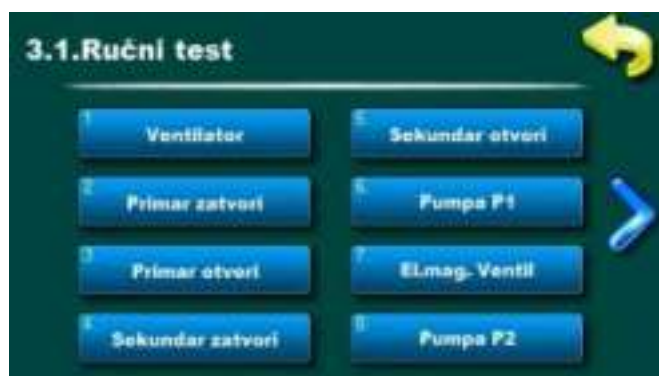 3.1.Ručni test
1 Ventilator
2 Primar zatvori
3 Primar otvori
4 Sekundar zatvori
5 Sekundar otvori
6 Pumpa P1
7 El.mag. Ventil
8 Pumpa P2